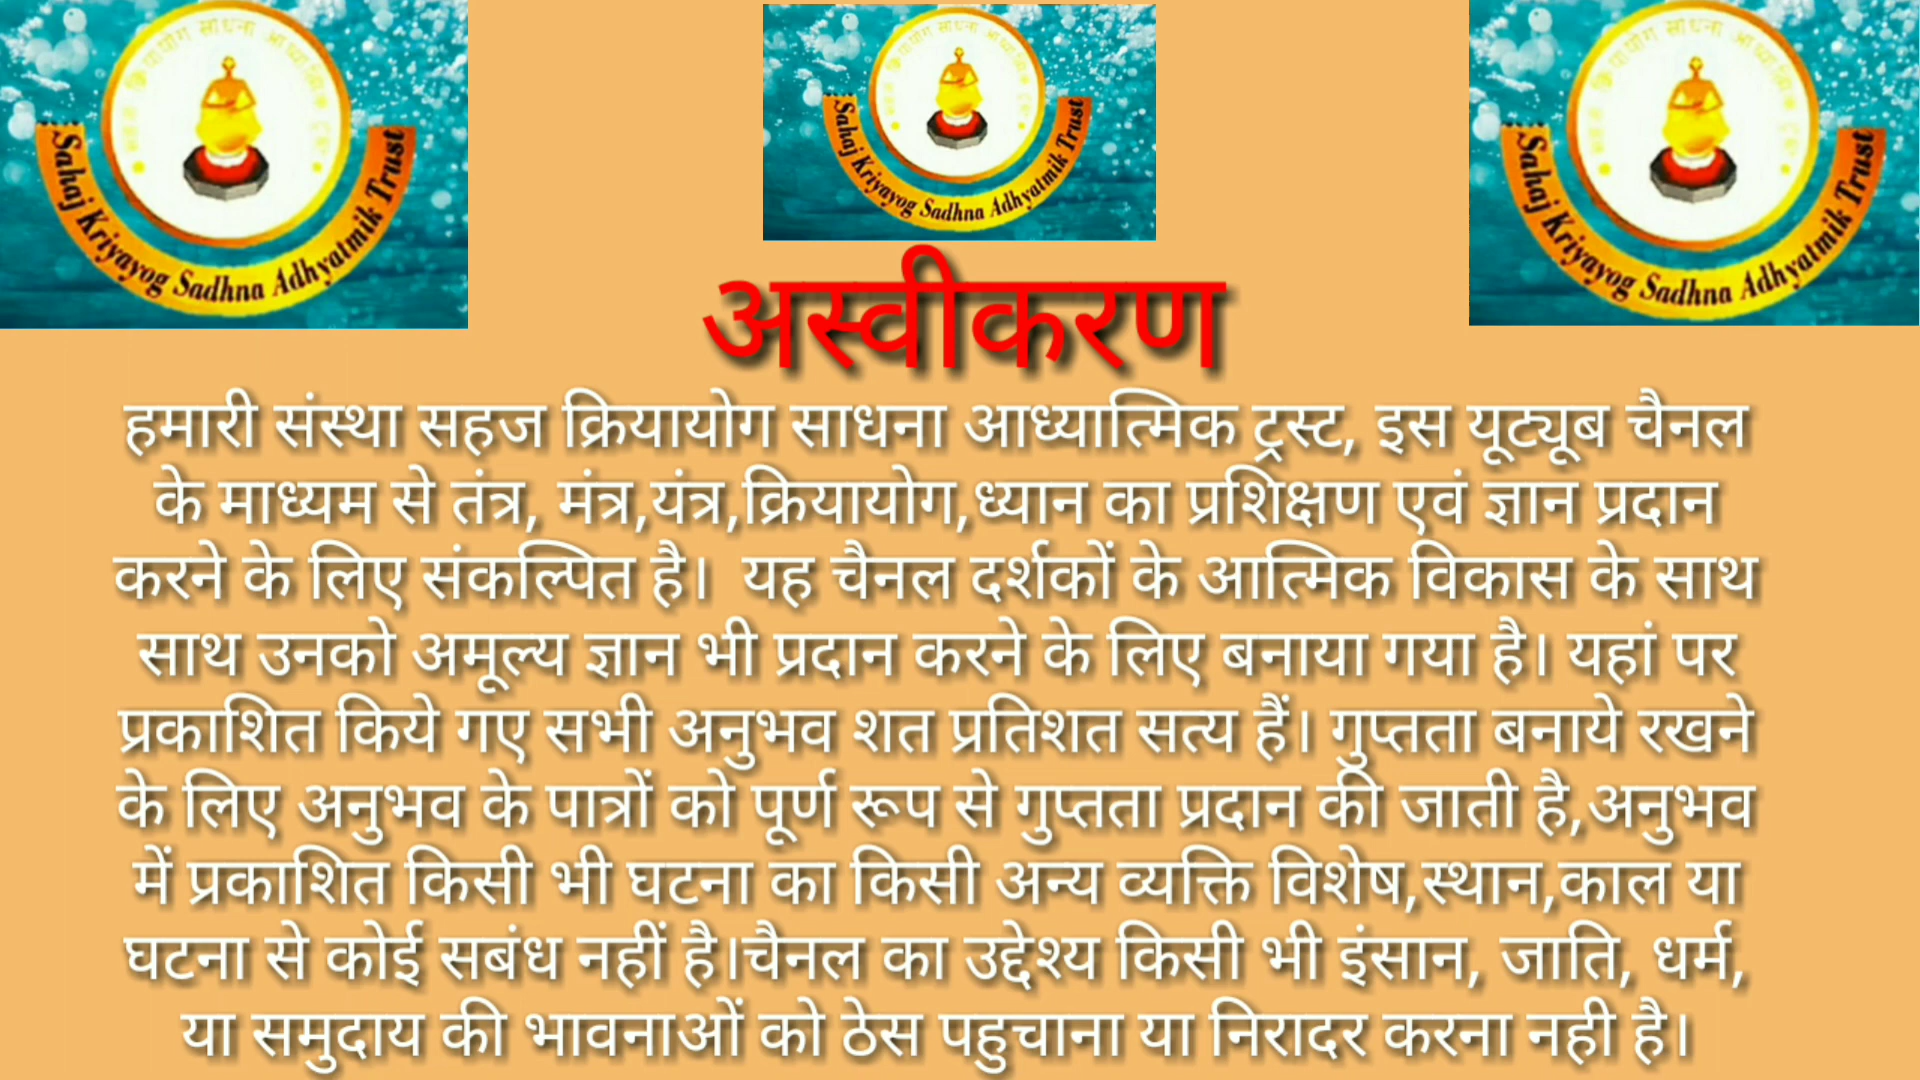 Sahaj Kriyayog Sadhna Adhyatmik Trust
Sahaj Kriyayog Sadhna Adhyatmik Trust
Sahaj Kriyayog Sadhna Adhyatmik Trust
अस्वीकरण
हमारी संस्था सहज क्रियायोग साधना आध्यात्मिक ट्रस्ट, इस यूट्यूब चैनल
के माध्यम से तंत्र, मंत्र,यंत्र,क्रियायोग,ध्यान का प्रशिक्षण एवं ज्ञान प्रदान
करने के लिए संकल्पित है।  यह चैनल दर्शकों के आत्मिक विकास के साथ
साथ उनको अमूल्य ज्ञान भी प्रदान करने के लिए बनाया गया है। यहां पर
प्रकाशित किये गए सभी अनुभव शत प्रतिशत सत्य हैं। गुप्तता बनाये रखने
के लिए अनुभव के पात्रों को पूर्ण रूप से गुप्तता प्रदान की जाती है,अनुभव
में प्रकाशित किसी भी घटना का किसी अन्य व्यक्ति विशेष,स्थान,काल या
घटना से कोई सबंध नहीं है।चैनल का उद्देश्य किसी भी इंसान, जाति, धर्म,
या समुदाय की भावनाओं को ठेस पहुचाना या निरादर करना नही है।